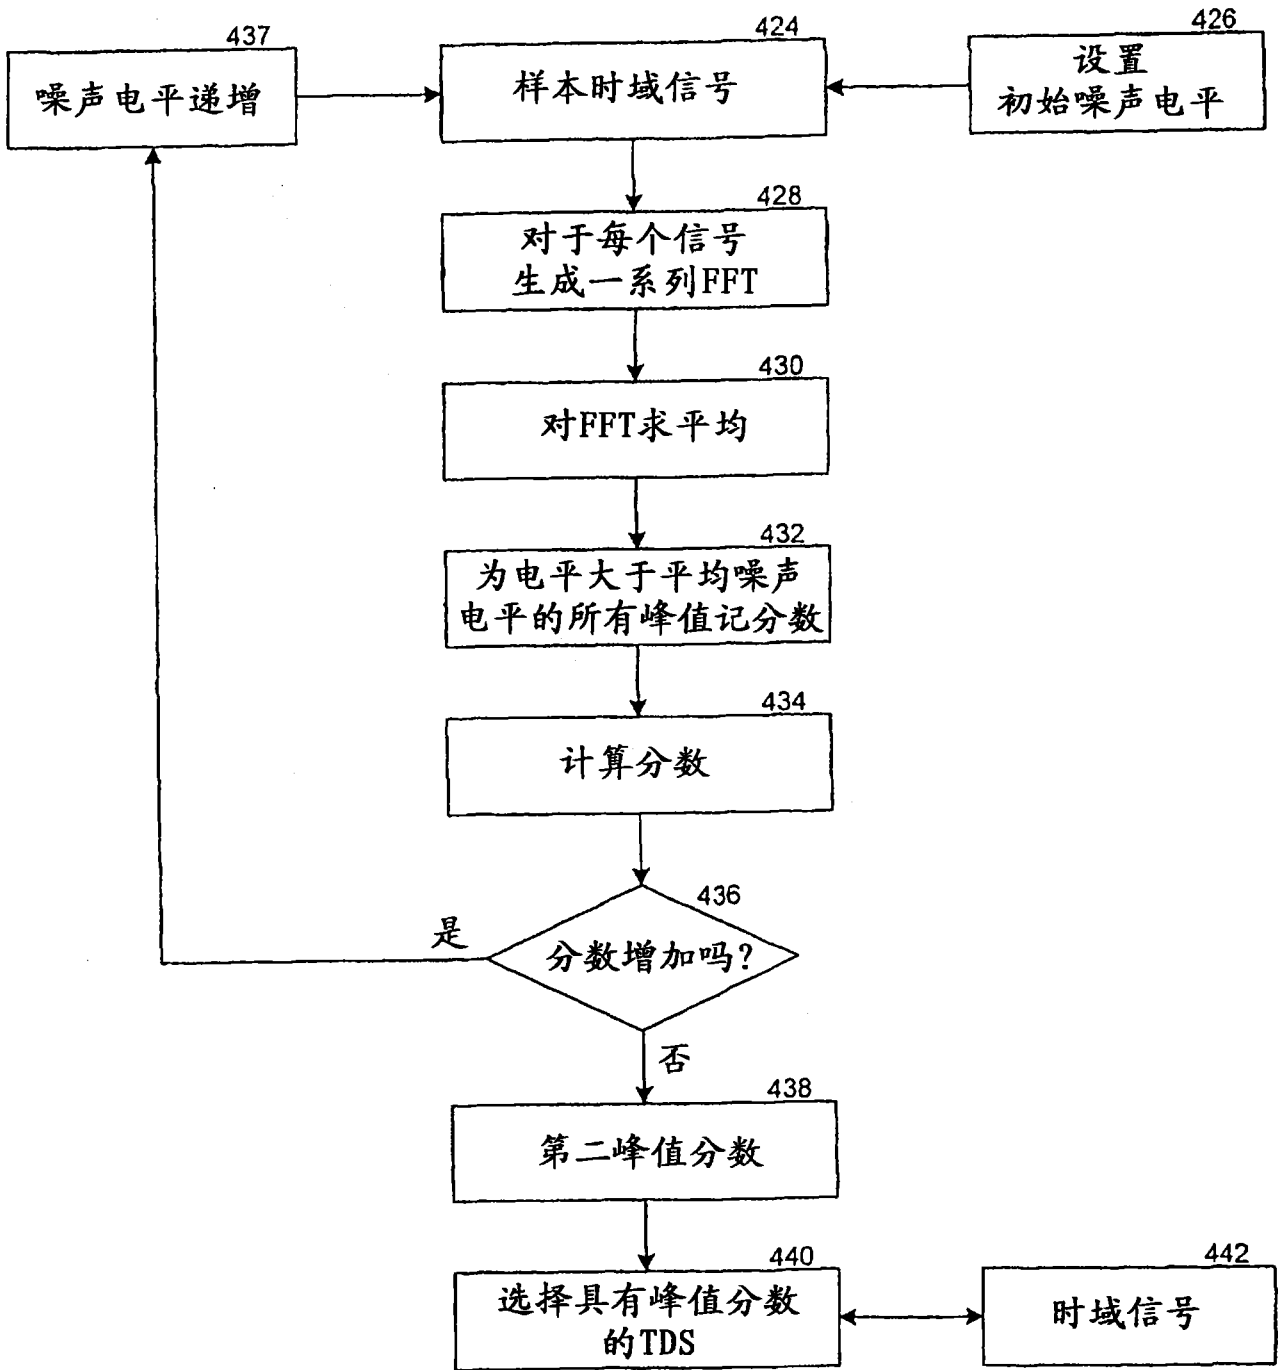 437
噪声电平递增
424
样本时域信号
426
设置
初始噪声电平
428
对于每个信号
生成一系列FFT
430
对FFT求平均
432
为电平大于平均噪声
电平的所有峰值记分数
434
计算分数
436
分数增加吗?
是
否
438
第二峰值分数
440
选择具有峰值分数
的TDS
442
时域信号